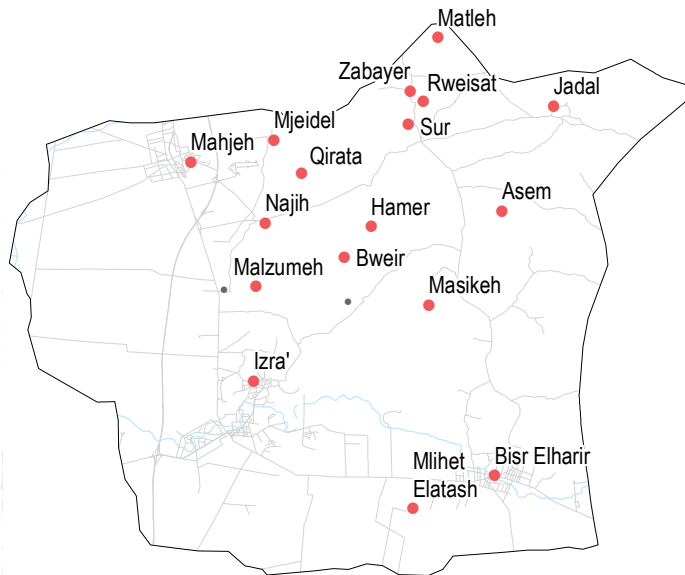 Matleh
Zabayer
Rweisat
Jadal
Sur
Mjeidel
Mahjeh
Qirata
Asem
Najih
Hamer
Bweir
Malzumeh
Masikeh
Izra'
Mlihet
Elatash
Bisr Elharir